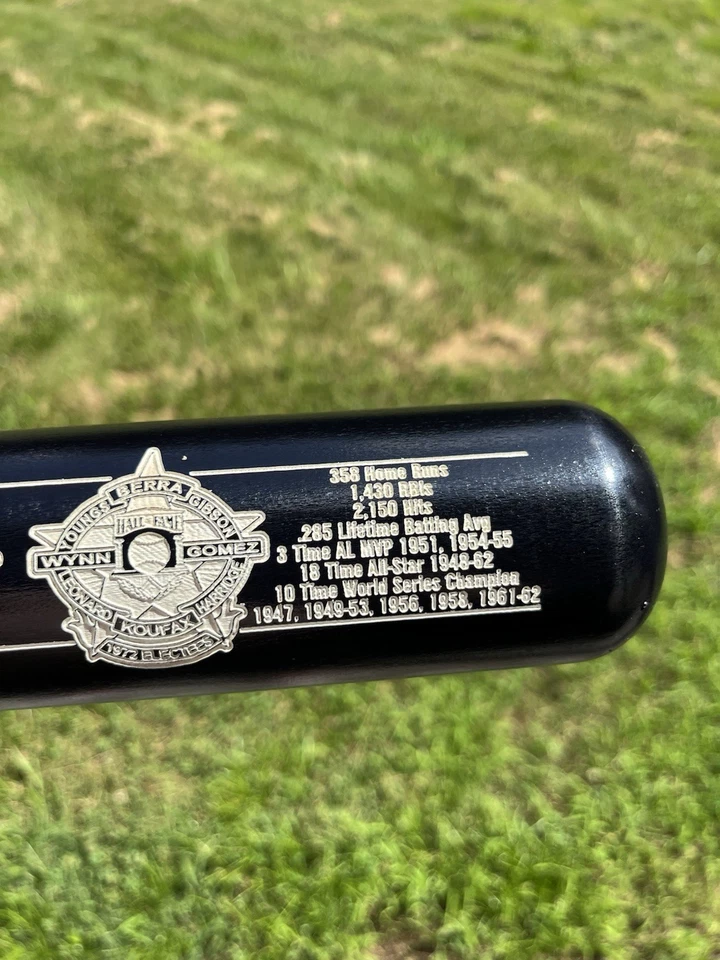 BERRA
YOUNGS
GIBSON
HALL OF FAME
WYNN
GOMEZ
LEONARD
KOUFAX
HARRIDGE
1972 ELECTEES
358 Home Runs
1,430 RBIs
2,150 Hits
.285 Lifetime Batting Avg
3 Time AL MVP 1951, 1954-55
18 Time All-Star 1948-62
10 Time World Series Champion
1947, 1949-53, 1956, 1958, 1961-62